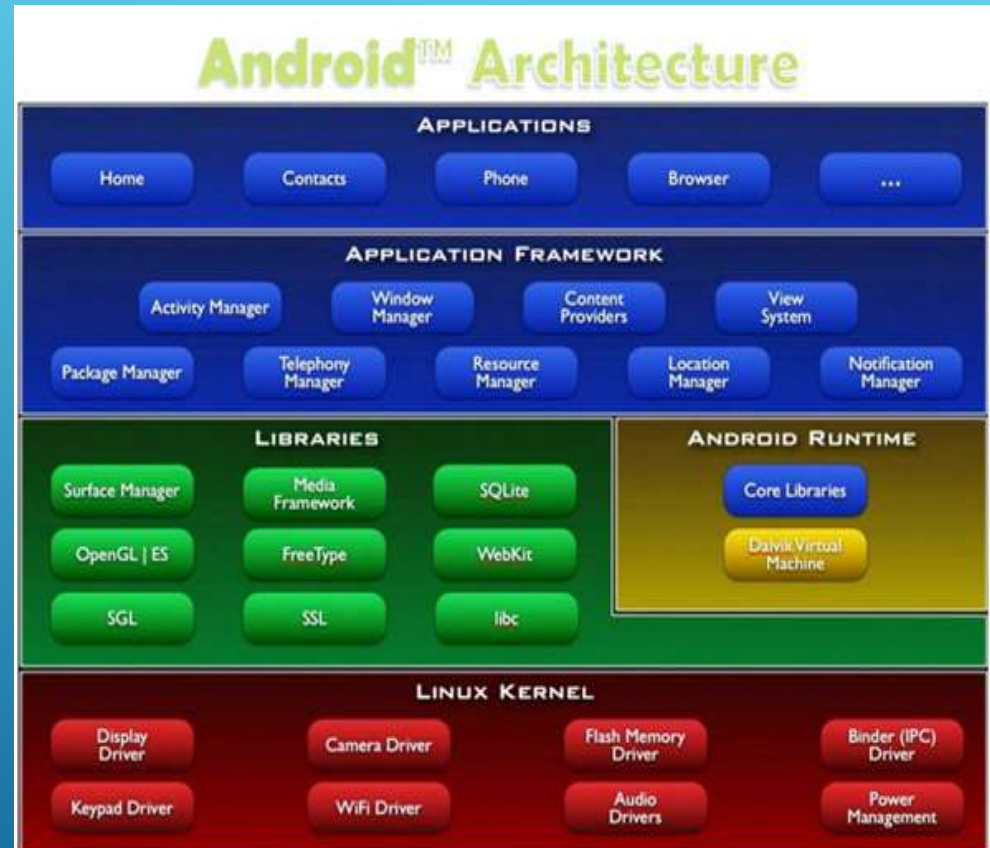 Android™ Architecture
APPLICATIONS
Home
Contacts
Phone
Browser
...
APPLICATION FRAMEWORK
Activity Manager
Window
Manager
Content
Providers
View
System
Package Manager
Telephony
Manager
Resource
Manager
Location
Manager
Notification
Manager
LIBRARIES
Surface Manager
Media
Framework
SQLite
OpenGL | ES
FreeType
WebKit
SGL
SSL
libc
ANDROID RUNTIME
Core Libraries
Dalvik Virtual
Machine
LINUX KERNEL
Display
Driver
Camera Driver
Flash Memory
Driver
Binder (IPC)
Driver
Keypad Driver
WiFi Driver
Audio
Drivers
Power
Management